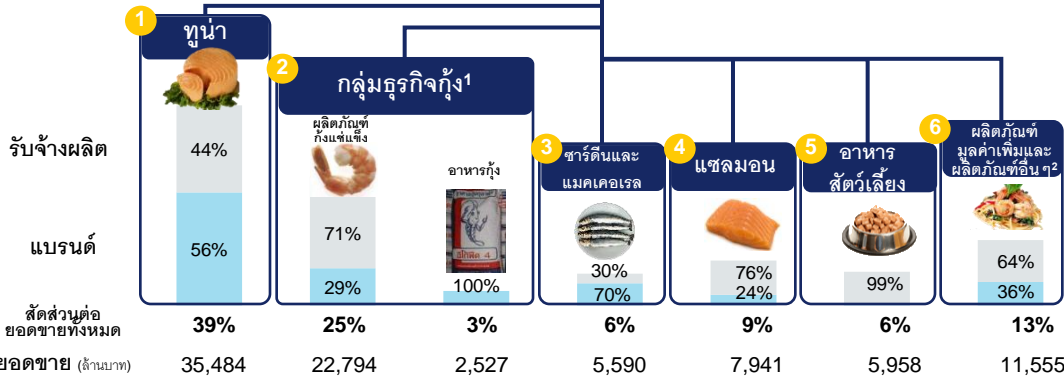 1
ทูน่า
2
กลุ่มธุรกิจกุ้ง1
ผลิตภัณฑ์
กุ้งแช่แข็ง
อาหารกุ้ง
3
ซาร์ดีนและ
แมคเคอเรล
4
แซลมอน
5
อาหาร
สัตว์เลี้ยง
6
ผลิตภัณฑ์
มูลค่าเพิ่มและ
ผลิตภัณฑ์อื่นๆ2
รับจ้างผลิต
44%
71%
30%
76%
99%
64%
แบรนด์
56%
29%
100%
70%
24%
36%
สัดส่วนต่อ
ยอดขายทั้งหมด
39% 25% 3% 6% 9% 6% 13%
ยอดขาย (ล้านบาท) 35,484 22,794 2,527 5,590 7,941 5,958 11,555